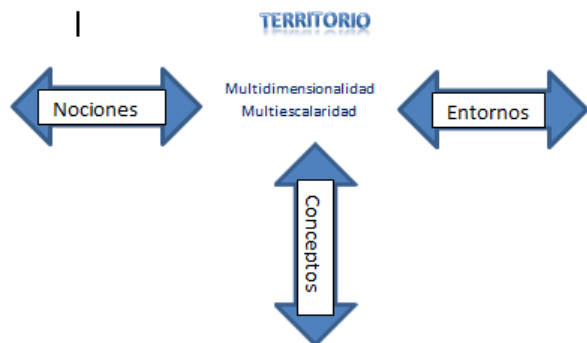 TERRITORIO
Multidimensionalidad
Multiescalaridad
Nociones
Entornos
Conceptos